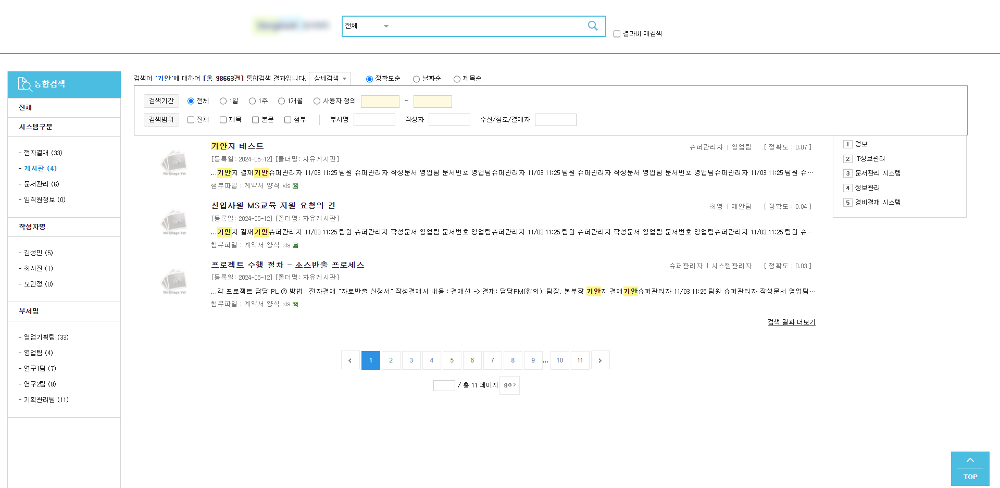 전체
결과내 재검색
통합검색
전체
시스템구분
- 전자결재 (33)
- 게시판 (4)
- 문서관리 (6)
- 임직원정보 (0)
작성자명
- 김성민 (5)
- 최시진 (1)
- 오민정 (0)
부서명
- 영업기획팀 (33)
- 영업팀 (4)
- 연구1팀 (7)
- 연구2팀 (8)
- 기획관리팀 (11)
검색어 '기안'에 대하여 [총 98663건] 통합검색 결과입니다. 상세검색 정확도순 날짜순 제목순
검색기간 전체 1일 1주 1개월 사용자 정의 ~
검색범위 전체 제목 본문 첨부 부서명 작성자 수신/참조/결재자
기안지 테스트 슈퍼관리자 | 영업팀 [ 정확도 : 0.07 ]
[등록일: 2024-05-12] [폴더명: 자유게시판]
...기안지 결재기안슈퍼관리자 11/03 11:25 팀원 슈퍼관리자 작성문서 영업팀 문서번호 영업팀슈퍼관리자 11/03 11:25 팀원 슈퍼관리자 작성문서 영업팀 문서번호 영업팀슈퍼관리자 11/03 11:25 팀원 슈…
첨부파일 : 계약서 양식.xls
No Image Yet
신입사원 MS교육 지원 요청의 건 최영 | 제안팀 [ 정확도 : 0.04 ]
[등록일: 2024-05-12] [폴더명: 자유게시판]
...기안지 결재기안슈퍼관리자 11/03 11:25 팀원 슈퍼관리자 작성문서 영업팀 문서번호 영업팀슈퍼관리자 11/03 11:25 팀원 슈퍼관리자 작성문서 영업팀 문서번호 영업팀슈퍼관리자 11/03 11:25 팀원 슈…
첨부파일 : 계약서 양식.xls
No Image Yet
프로젝트 수행 절차 - 소스반출 프로세스 슈퍼관리자 | 시스템관리자 [ 정확도 : 0.03 ]
[등록일: 2024-05-12] [폴더명: 자유게시판]
...각 프로젝트 담당 PL ② 방법 : 전자결재 "자료반출 신청서" 작성결재시 내용 : 결재선 -> 결재: 담당PM(합의), 팀장, 본부장 기안지 결재기안슈퍼관리자 11/03 11:25 팀원 슈퍼관리자 작성문서 영업팀…
첨부파일 : 계약서 양식.xls
No Image Yet
검색 결과 더보기
1 2 3 4 5 6 7 8 9 ... 10 11
/ 총 11 페이지 go
1 정보
2 IT정보관리
3 문서관리 시스템
4 정보관리
5 경비결재 시스템
TOP